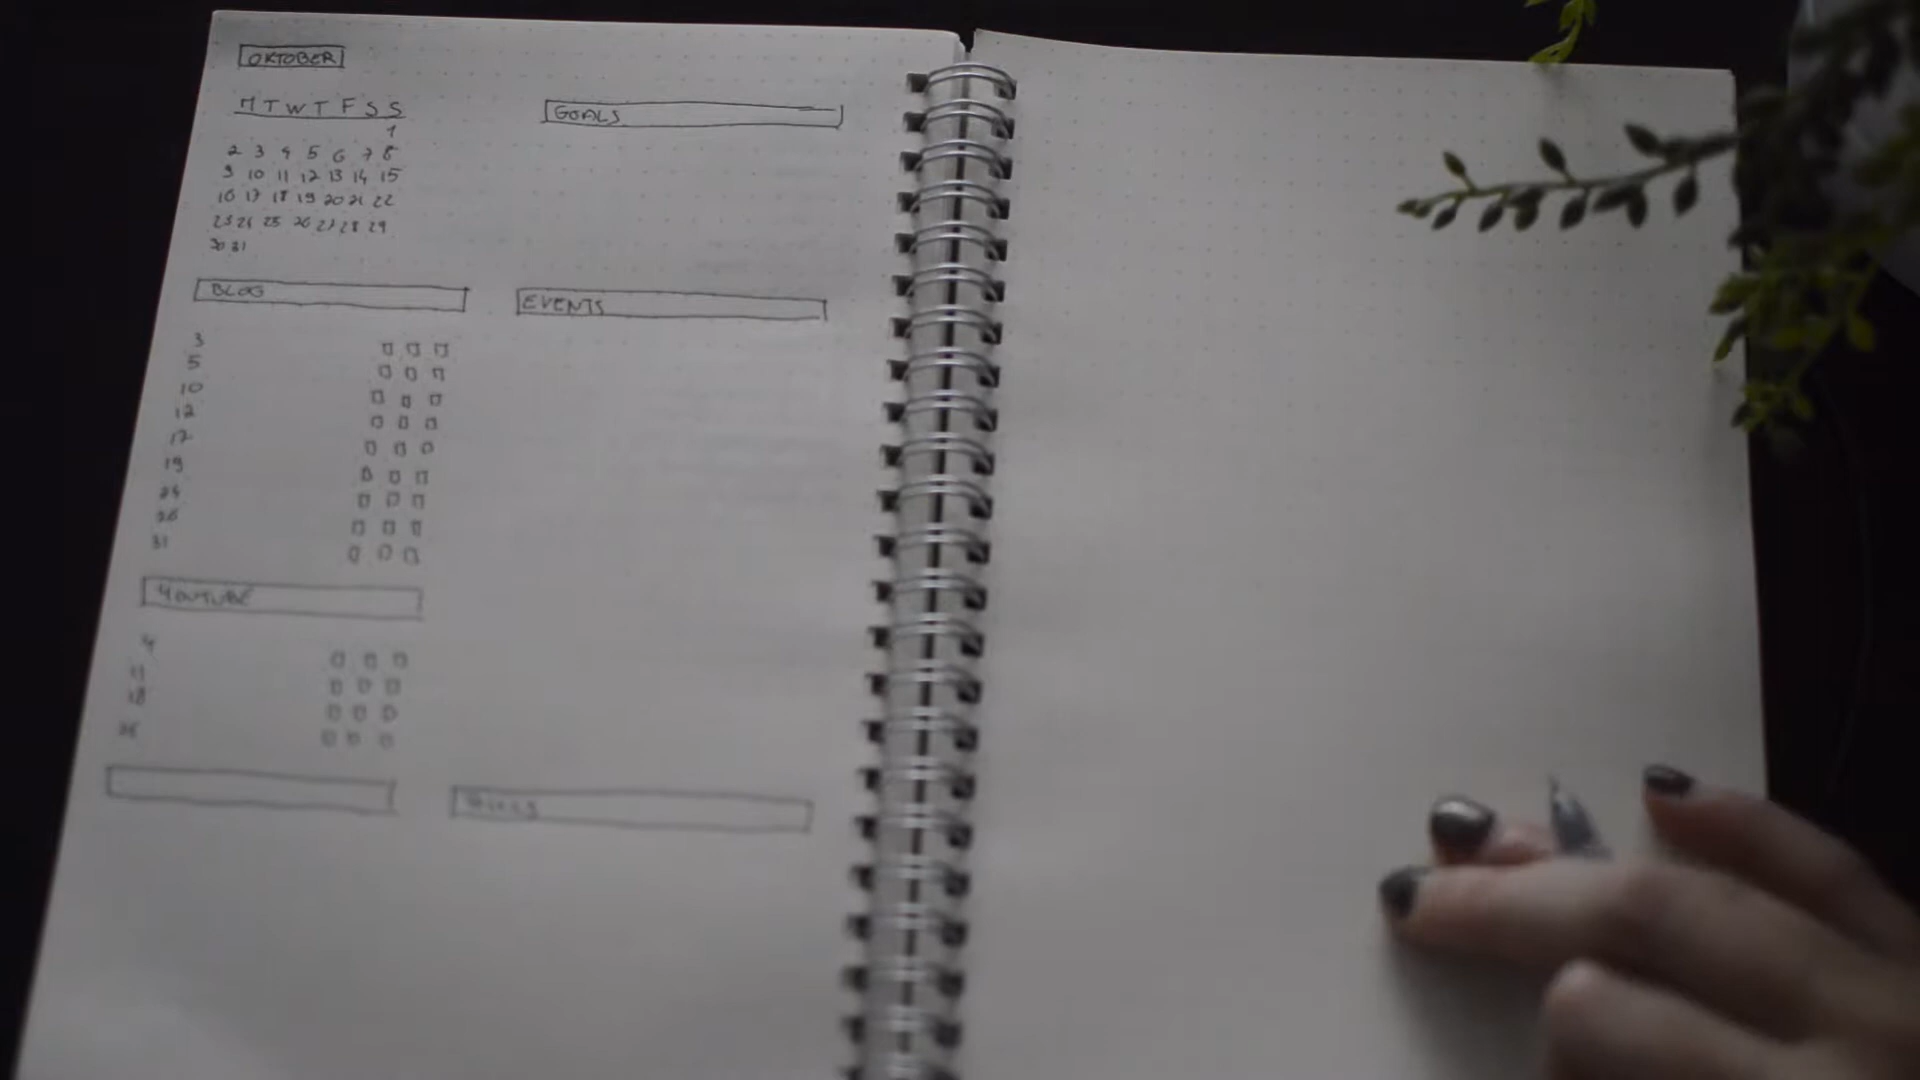 OKTOBER
M T W T F S S
1
2 3 4 5 6 7 8
9 10 11 12 13 14 15
16 17 18 19 20 21 22
23 24 25 26 27 28 29
30 31
GOALS
BLOG
3
5
10
12
17
19
24
26
31
EVENTS
YOUTUBE
4
11
18
25